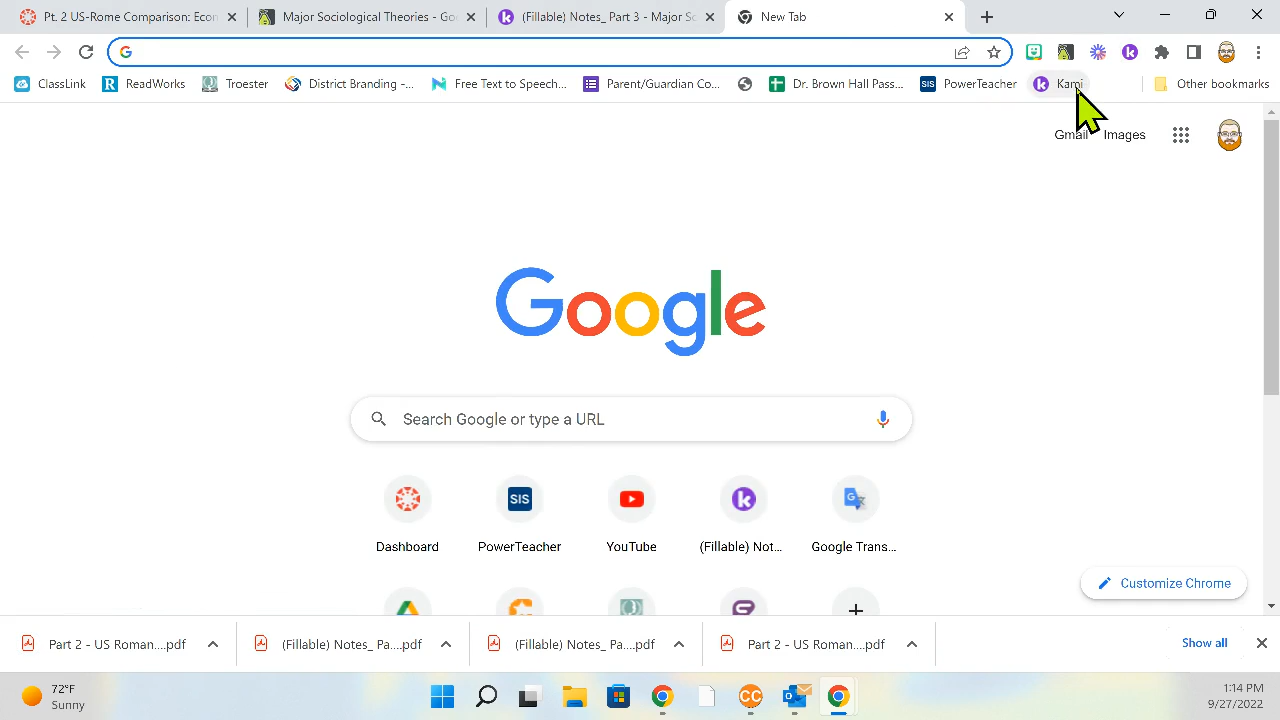 Pt. 2 US-Rome Comparison: Econ
Major Sociological Theories - Go
(Fillable) Notes_ Part 3 - Major So
New Tab
ClassLink
ReadWorks
Troester
District Branding -...
Free Text to Speech...
Parent/Guardian Co...
Dr. Brown Hall Pass...
SIS
PowerTeacher
Kami
Other bookmarks
Gmail
Images
Google
Search Google or type a URL
SIS
Dashboard
PowerTeacher
YouTube
(Fillable) Not...
Google Trans...
Customize Chrome
Part 2 - US Roman....pdf
(Fillable) Notes_ Pa....pdf
(Fillable) Notes_ Pa....pdf
Part 2 - US Roman....pdf
Show all
72°F
Sunny
1:14 PM
9/27/2022